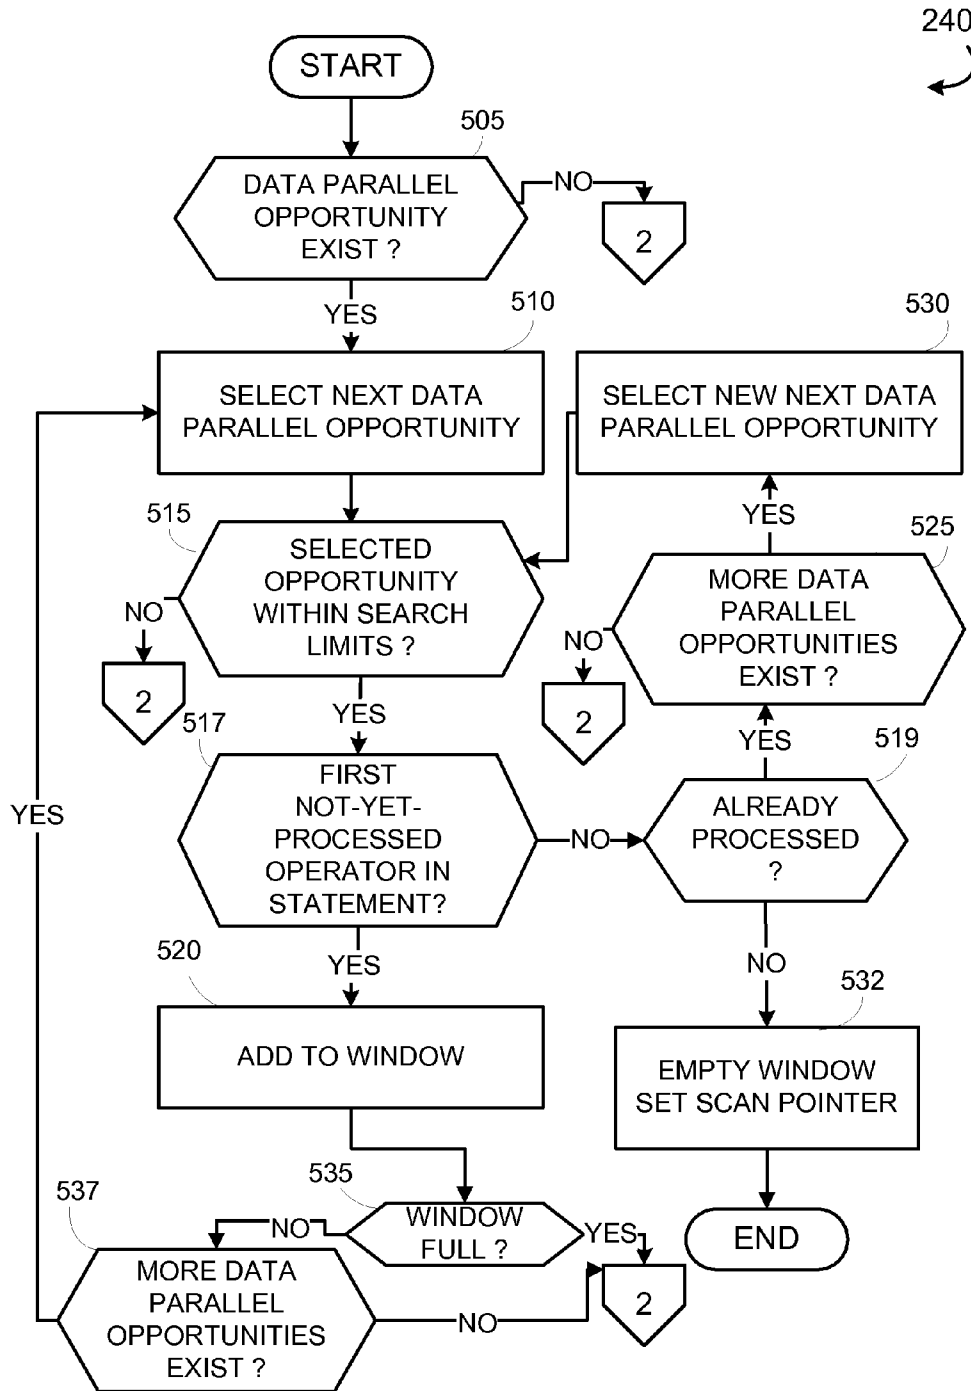 240
START
505
DATA PARALLEL
OPPORTUNITY
EXIST ?
NO
2
YES
510
530
SELECT NEXT DATA
PARALLEL OPPORTUNITY
SELECT NEW NEXT DATA
PARALLEL OPPORTUNITY
515
SELECTED
OPPORTUNITY
WITHIN SEARCH
LIMITS ?
YES
525
MORE DATA
PARALLEL
OPPORTUNITIES
EXIST ?
NO
2
NO
2
YES
517
FIRST
NOT-YET-
PROCESSED
OPERATOR IN
STATEMENT?
YES
519
ALREADY
PROCESSED
?
NO
YES
YES
NO
520
ADD TO WINDOW
532
EMPTY WINDOW
SET SCAN POINTER
535
WINDOW
FULL ?
NO
YES
END
537
MORE DATA
PARALLEL
OPPORTUNITIES
EXIST ?
NO
2